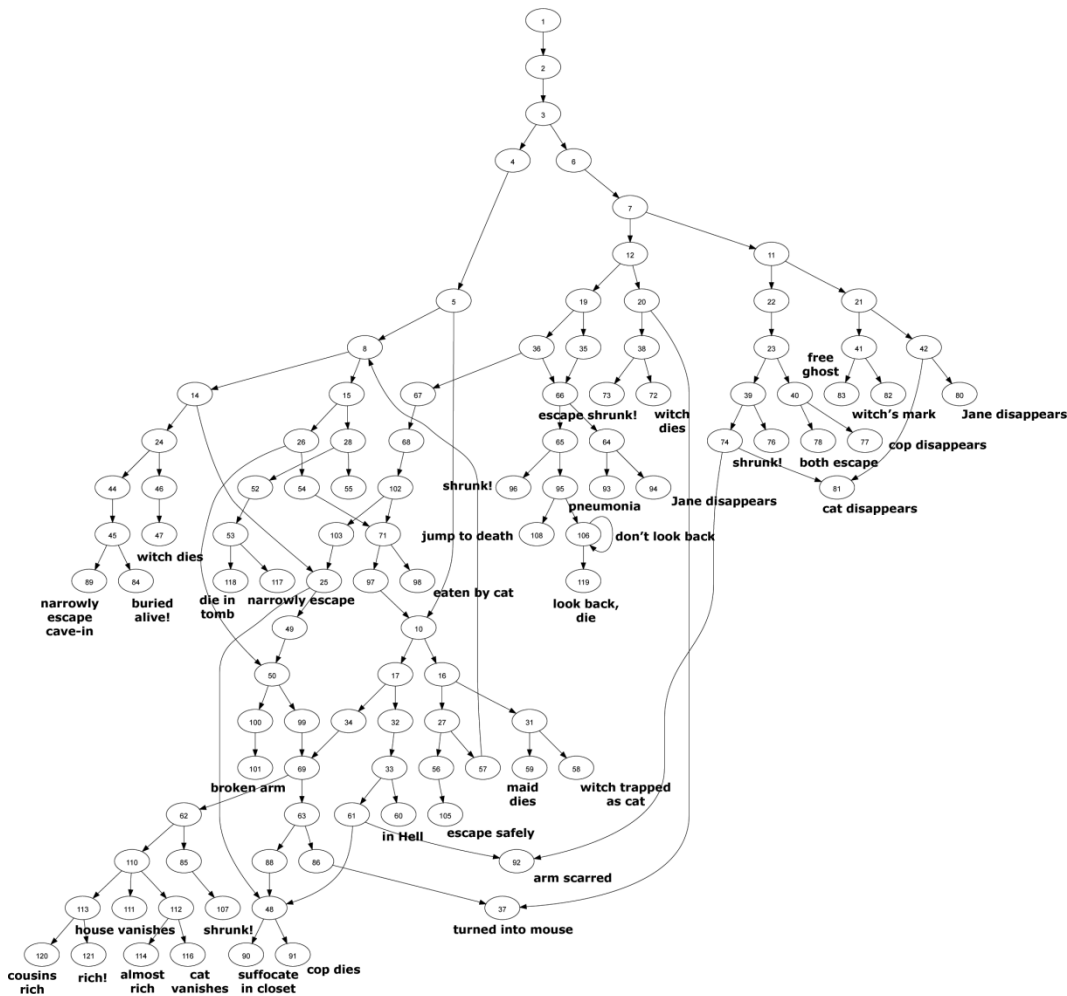 1
2
3
4 6
7
12 11
5 19 20 22 21
8 36 35 38 23 41 42
free
ghost
14 15 67 66 73 72 39 40 83 82 80
escape shrunk! witch
dies
witch's mark Jane disappears
24 26 28 68 65 64 74 76 78 77
shrunk! both escape cop disappears
44 46 52 54 55 102 96 95 93 94 81
shrunk! pneumonia Jane disappears cat disappears
45 47 53 103 71 108 106
witch dies jump to death don't look back
89 84 118 117 25 97 98 119
narrowly
escape
cave-in
buried
alive!
die in
tomb
narrowly escape eaten by cat look back,
die
49 10
50 17 16
100 99 34 32 27 31
101 69 33 56 57 59 58
broken arm maid
dies
witch trapped
as cat
62 63 61 60 105
in Hell escape safely
110 85 88 86 92
arm scarred
113 111 112 107 48 37
house vanishes shrunk! turned into mouse
120 121 114 116 90 91
cousins
rich
rich! almost
rich
cat
vanishes
suffocate
in closet
cop dies